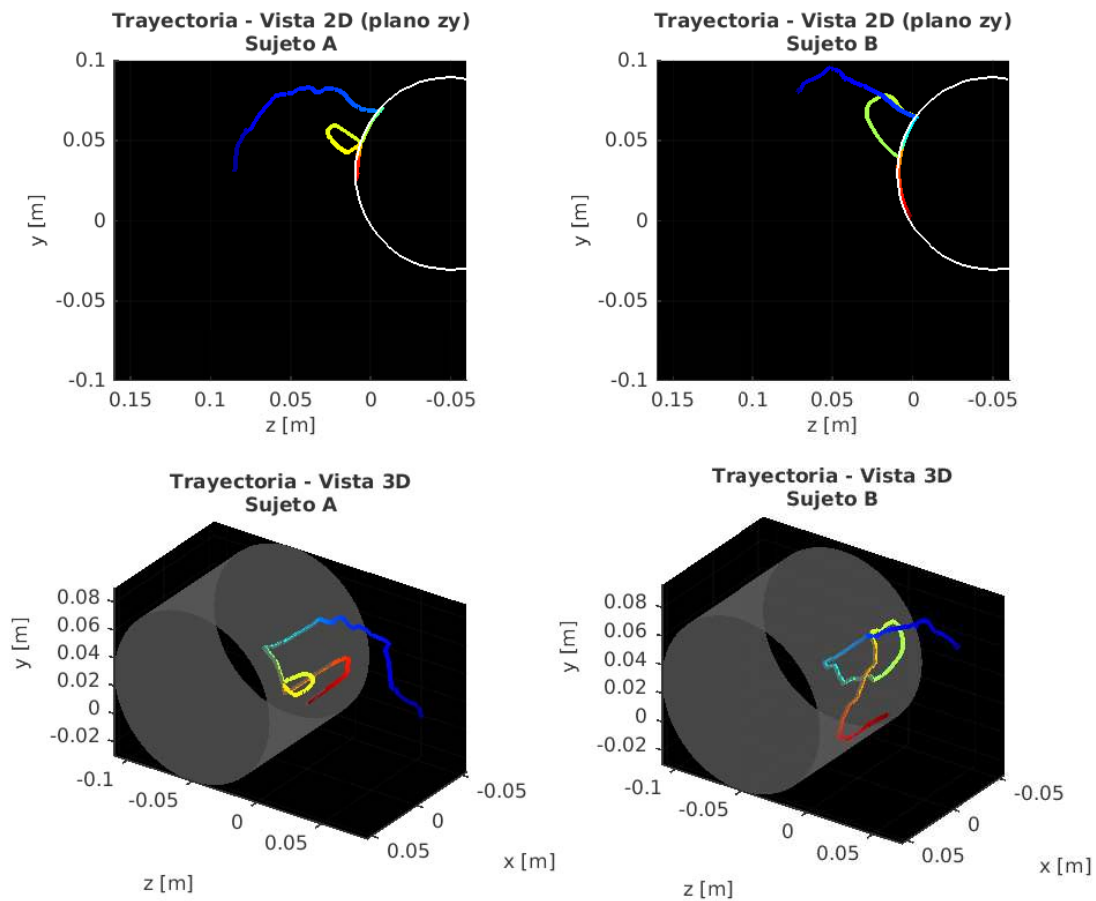 Trayectoria - Vista 2D (plano zy)
Sujeto A
0.1
0.05
0
-0.05
-0.1
y [m]
0.15 0.1 0.05 0 -0.05
z [m]
Trayectoria - Vista 2D (plano zy)
Sujeto B
0.1
0.05
0
-0.05
-0.1
y [m]
0.15 0.1 0.05 0 -0.05
z [m]
Trayectoria - Vista 3D
Sujeto A
0.08
0.06
0.04
0.02
0
-0.02
y [m]
-0.1
-0.05
0
0.05
z [m]
-0.05
0
0.05
x [m]
Trayectoria - Vista 3D
Sujeto B
0.08
0.06
0.04
0.02
0
-0.02
y [m]
-0.1
-0.05
0
0.05
z [m]
-0.05
0
0.05
x [m]